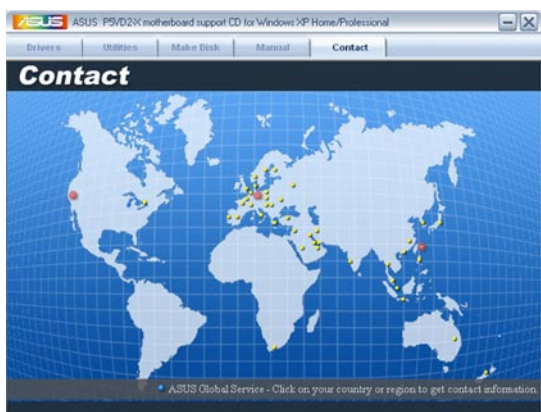 ASUS ASUS P5VD2-X motherboard support CD for Windows XP Home/Professional
Drivers Utilities Make Disk Manual Contact
Contact
ASUS Global Service - Click on your country or region to get contact information